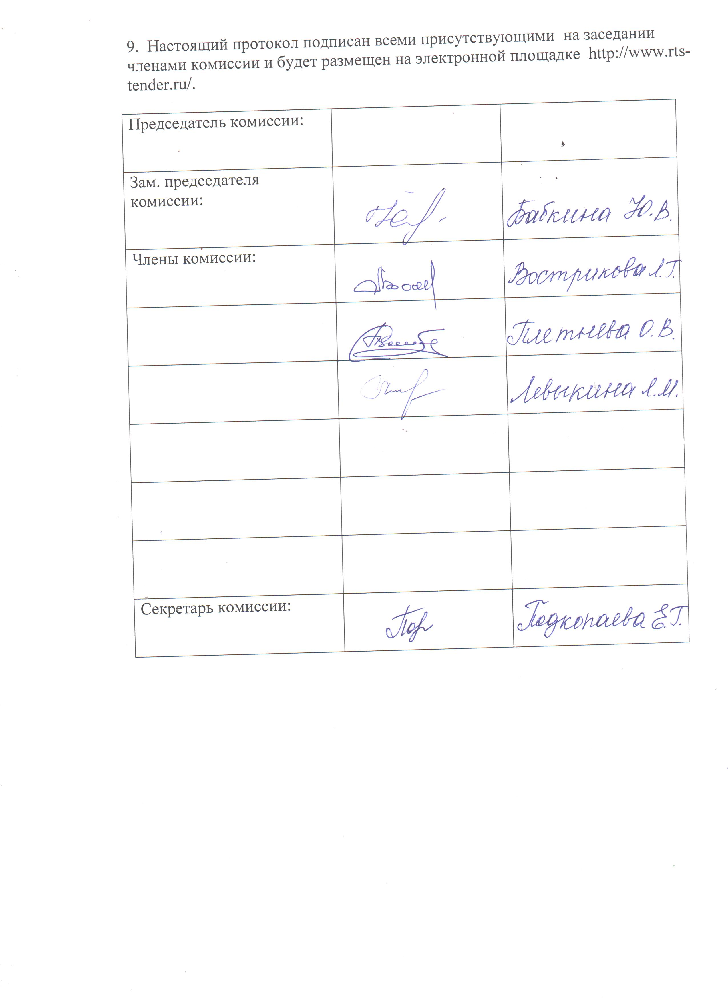 9. Настоящий протокол подписан всеми присутствующими на заседании
членами комиссии и будет размещен на электронной площадке http://www.rts-
tender.ru/.
Председатель комиссии:
Зам. председателя
комиссии:
Бабкина Ю.В.
Члены комиссии:
Вострикова Л.Г.
Плетнева О.В.
Левыкина Л.М.
Секретарь комиссии:
Подкопаева Е.Г.